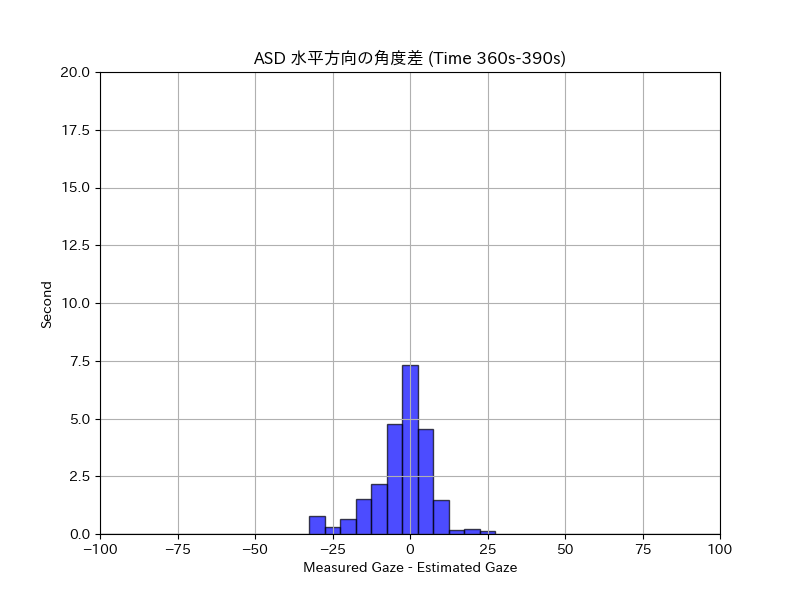 ASD 水平方向の角度差 (Time 360s-390s)
20.0
17.5
15.0
12.5
10.0
7.5
5.0
2.5
0.0
Second
−100 −75 −50 −25 0 25 50 75 100
Measured Gaze - Estimated Gaze